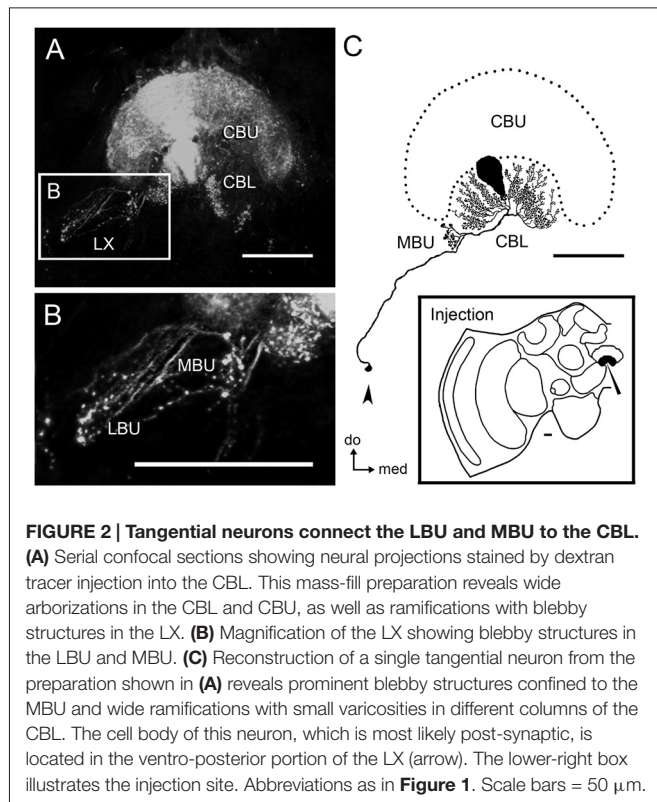 A
CBU
CBL
B
LX
B
MBU
LBU
C
CBU
MBU
CBL
Injection
do
med
FIGURE 2 | Tangential neurons connect the LBU and MBU to the CBL.
(A) Serial confocal sections showing neural projections stained by dextran
tracer injection into the CBL. This mass-fill preparation reveals wide
arborizations in the CBL and CBU, as well as ramifications with blebby
structures in the LX. (B) Magnification of the LX showing blebby structures in
the LBU and MBU. (C) Reconstruction of a single tangential neuron from the
preparation shown in (A) reveals prominent blebby structures confined to the
MBU and wide ramifications with small varicosities in different columns of the
CBL. The cell body of this neuron, which is most likely post-synaptic, is
located in the ventro-posterior portion of the LX (arrow). The lower-right box
illustrates the injection site. Abbreviations as in Figure 1. Scale bars = 50 μm.